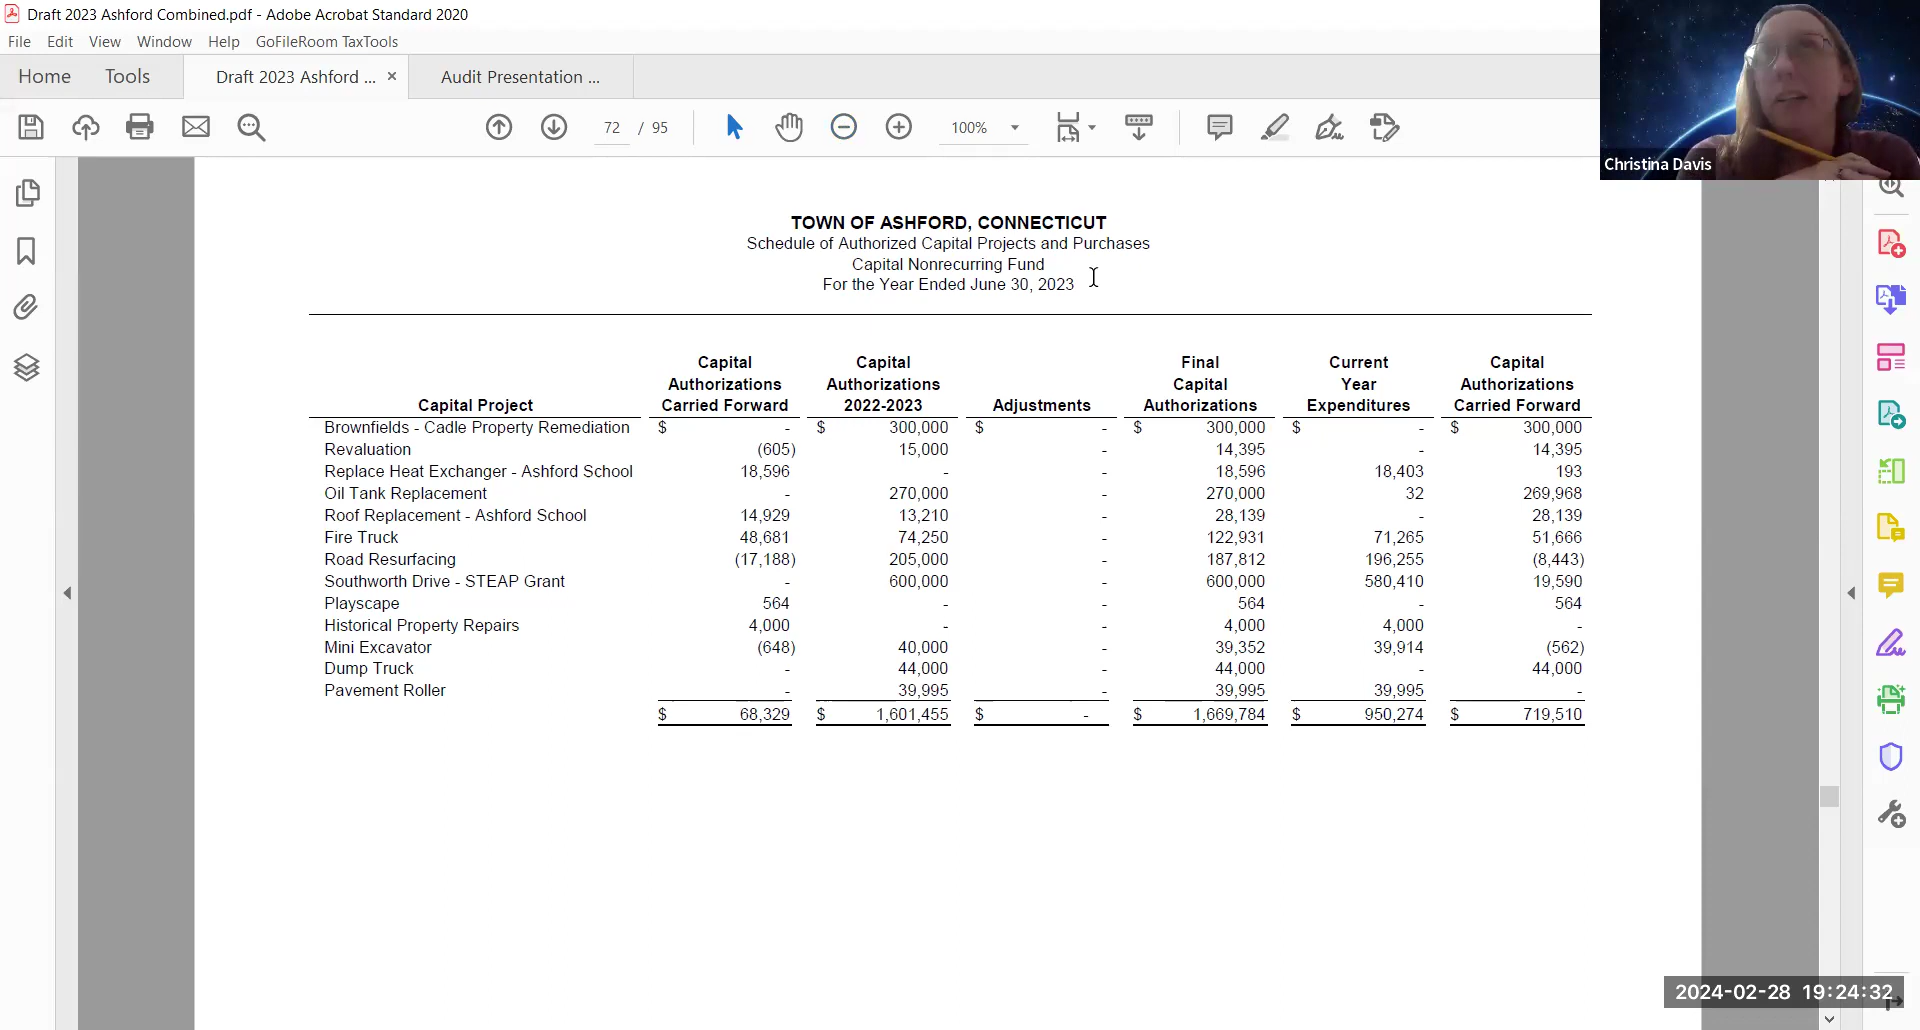 Draft 2023 Ashford Combined.pdf - Adobe Acrobat Standard 2020
File Edit View Window Help GoFileRoom TaxTools
Home Tools Draft 2023 Ashford ... × Audit Presentation ...
72 / 95 100%
Christina Davis
TOWN OF ASHFORD, CONNECTICUT
Schedule of Authorized Capital Projects and Purchases
Capital Nonrecurring Fund
For the Year Ended June 30, 2023
Capital Capital Final Current Capital
Authorizations Authorizations Capital Year Authorizations
Capital Project Carried Forward 2022-2023 Adjustments Authorizations Expenditures Carried Forward
Brownfields - Cadle Property Remediation $ - $ 300,000 $ - $ 300,000 $ - $ 300,000
Revaluation (605) 15,000 - 14,395 - 14,395
Replace Heat Exchanger - Ashford School 18,596 - - 18,596 18,403 193
Oil Tank Replacement - 270,000 - 270,000 32 269,968
Roof Replacement - Ashford School 14,929 13,210 - 28,139 - 28,139
Fire Truck 48,681 74,250 - 122,931 71,265 51,666
Road Resurfacing (17,188) 205,000 - 187,812 196,255 (8,443)
Southworth Drive - STEAP Grant - 600,000 - 600,000 580,410 19,590
Playscape 564 - - 564 - 564
Historical Property Repairs 4,000 - - 4,000 4,000 -
Mini Excavator (648) 40,000 - 39,352 39,914 (562)
Dump Truck - 44,000 - 44,000 - 44,000
Pavement Roller - 39,995 - 39,995 39,995 -
$ 68,329 $ 1,601,455 $ - $ 1,669,784 $ 950,274 $ 719,510
2024-02-28 19:24:32